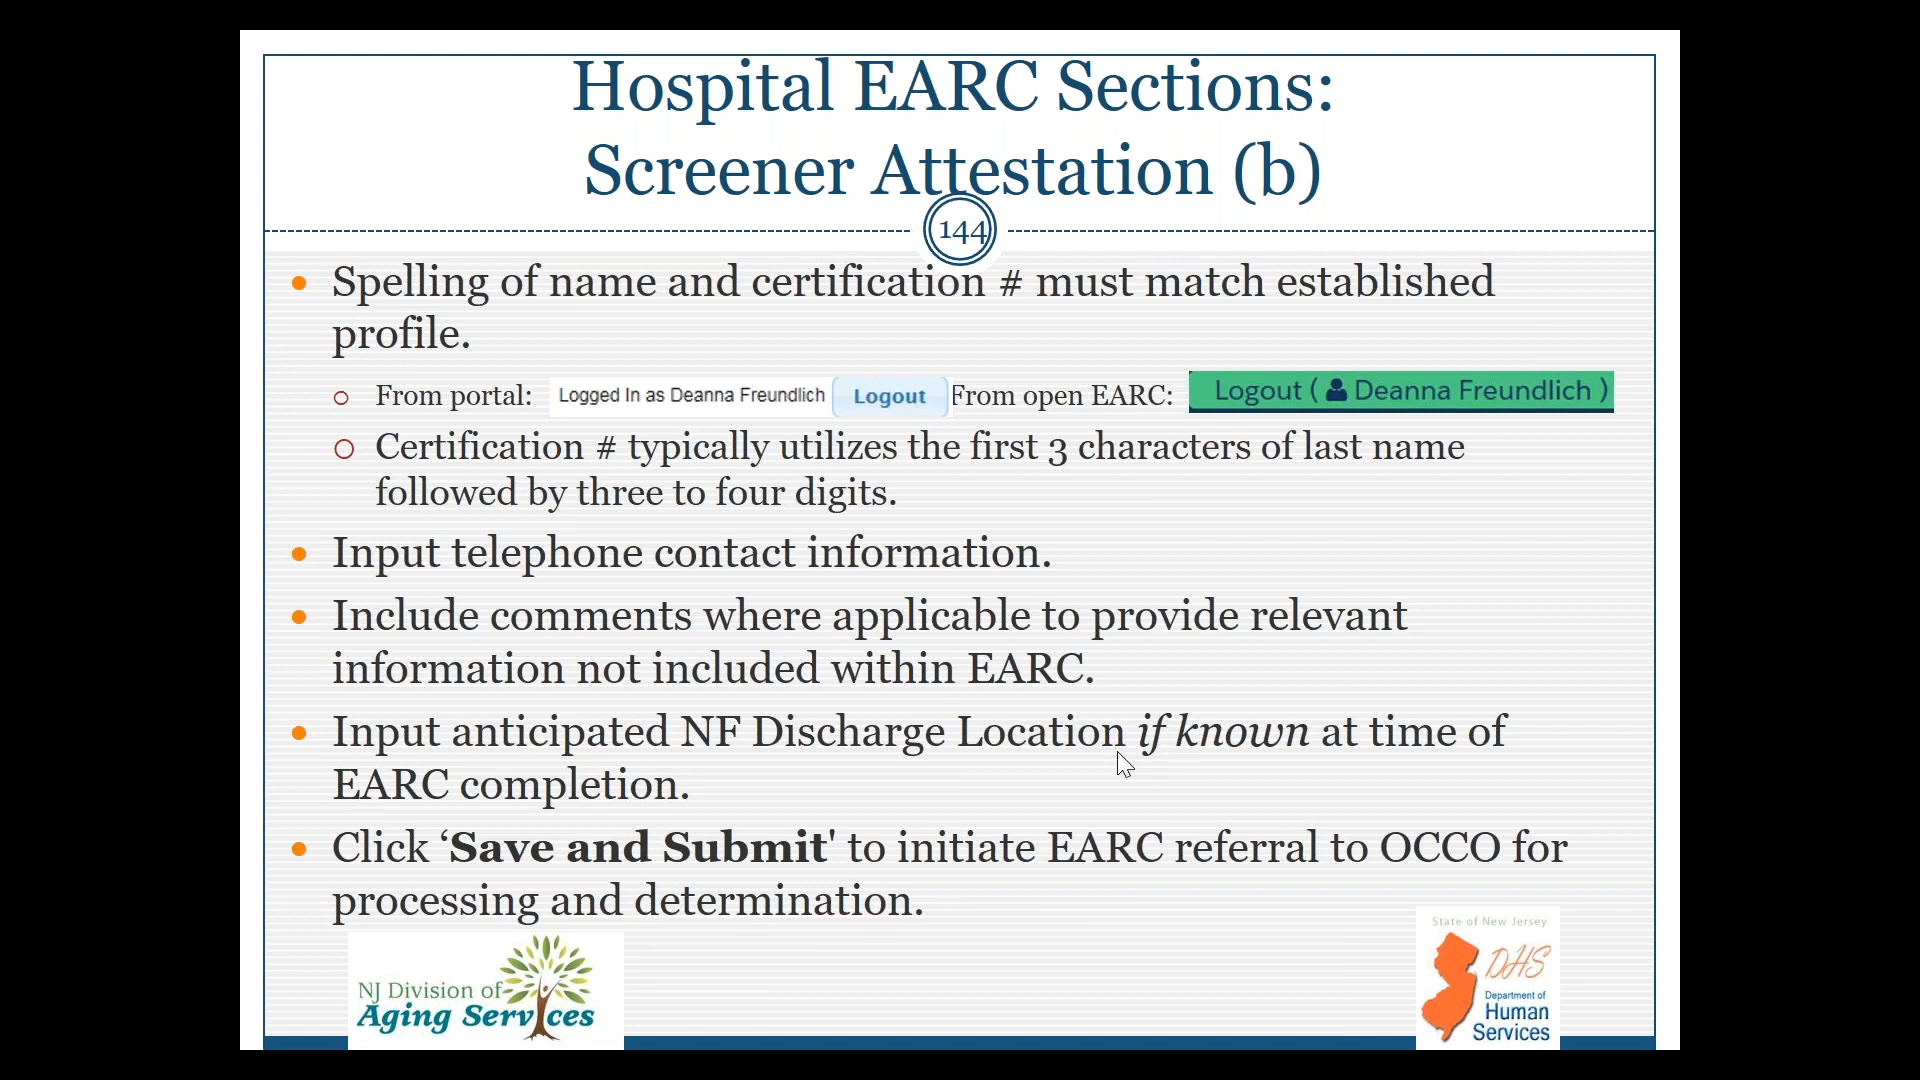 Hospital EARC Sections:
Screener Attestation (b)
144
Spelling of name and certification # must match established
profile.
From portal: Logged In as Deanna Freundlich Logout From open EARC: Logout ( Deanna Freundlich )
Certification # typically utilizes the first 3 characters of last name
followed by three to four digits.
Input telephone contact information.
Include comments where applicable to provide relevant
information not included within EARC.
Input anticipated NF Discharge Location if known at time of
EARC completion.
Click ‘Save and Submit' to initiate EARC referral to OCCO for
processing and determination.
NJ Division of
Aging Services
State of New Jersey
DHS
Department of
Human
Services